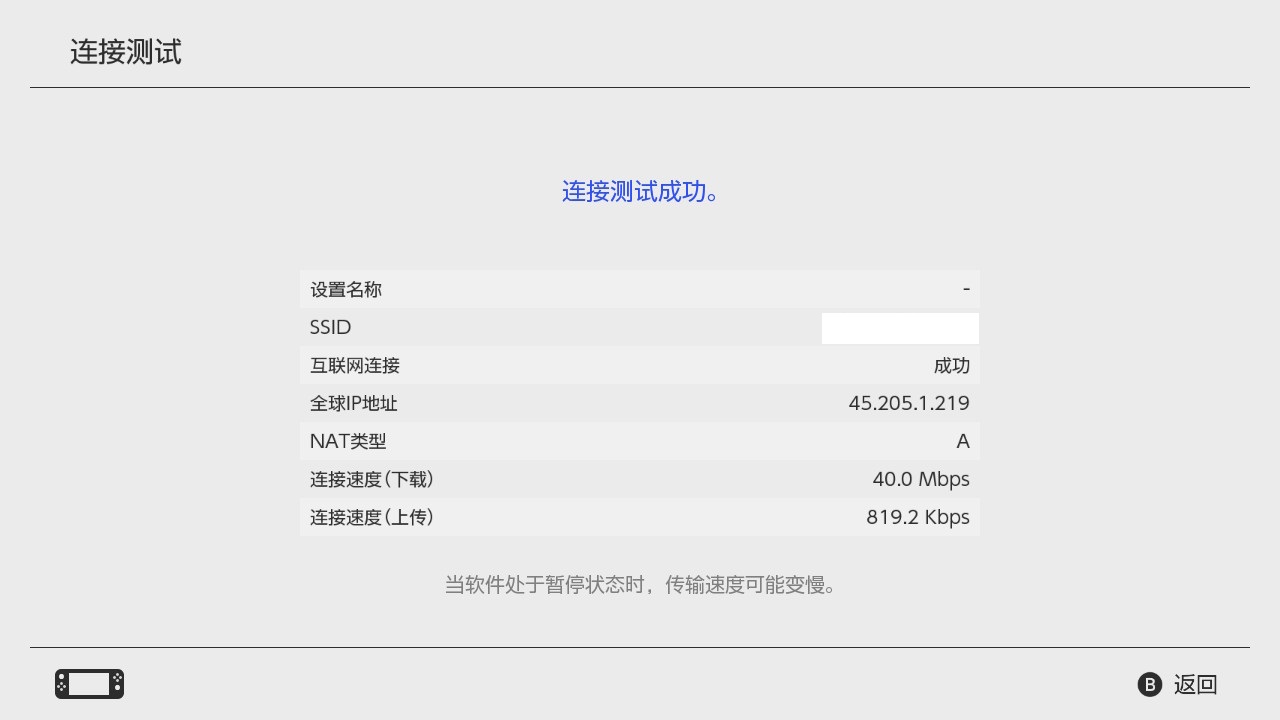 连接测试
连接测试成功。
设置名称 -
SSID
互联网连接 成功
全球IP地址 45.205.1.219
NAT类型 A
连接速度(下载) 40.0 Mbps
连接速度(上传) 819.2 Kbps
当软件处于暂停状态时，传输速度可能变慢。
B 返回